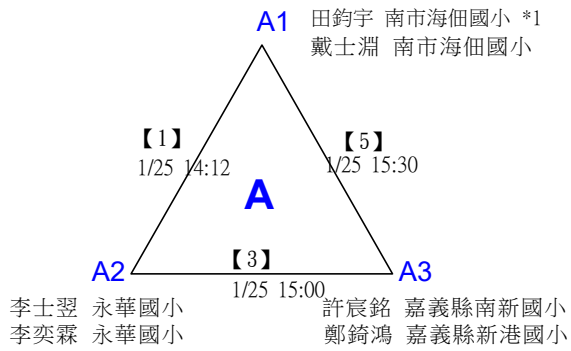 A1 田鈞宇 南市海佃國小 *1
戴士淵 南市海佃國小
【1】
1/25 14:12
【5】
1/25 15:30
A
【3】
1/25 15:00
A2
A3
李士翌 永華國小
李奕霖 永華國小
許宸銘 嘉義縣南新國小
鄭錡鴻 嘉義縣新港國小